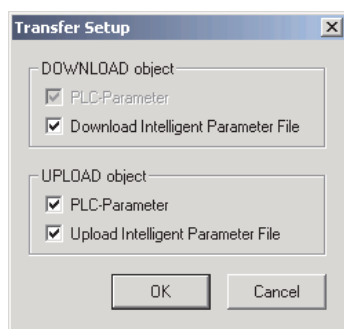 Transfer Setup
DOWNLOAD object
PLC-Parameter
Download Intelligent Parameter File
UPLOAD object
PLC-Parameter
Upload Intelligent Parameter File
OK Cancel